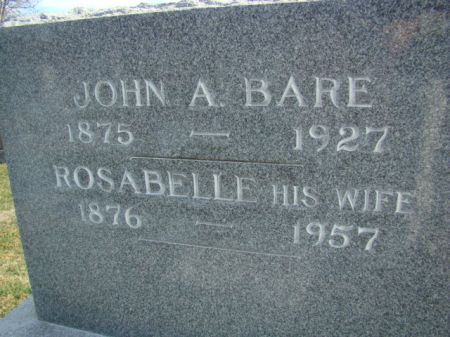 JOHN A. BARE
1875 — 1927
ROSABELLE HIS WIFE
1876 — 1957